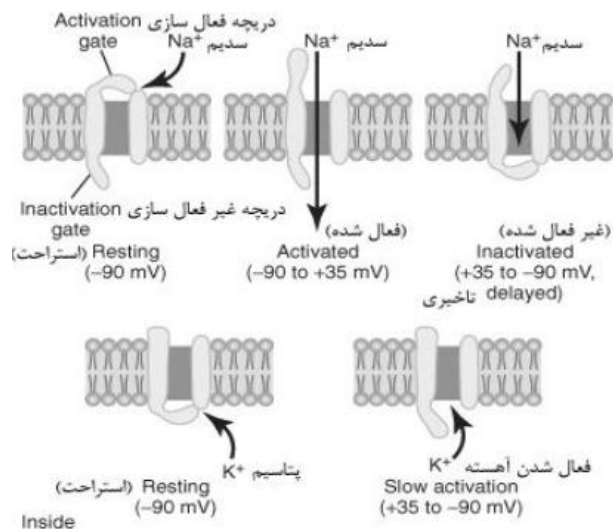 Activation دریچه فعال سازی
gate
Na⁺ سدیم
Na⁺ سدیم
Na⁺ سدیم
Inactivation دریچه غیر فعال سازی
gate
(استراحت) Resting
(−90 mV)
(فعال شده)
Activated
(−90 to +35 mV)
(غیر فعال شده)
Inactivated
(+35 to −90 mV,
تاخیری delayed)
K⁺ پتاسیم
(استراحت) Resting
(−90 mV)
Inside
K⁺ فعال شدن آهسته
Slow activation
(+35 to −90 mV)